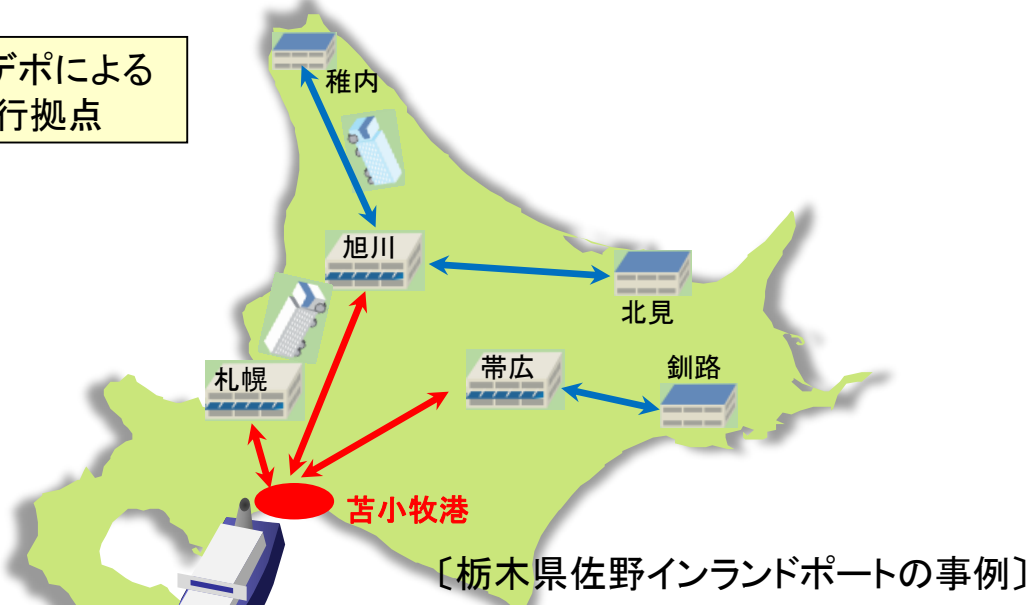 デポによる
行拠点
稚内
旭川
北見
札幌
帯広
釧路
苫小牧港
〔栃木県佐野インランドポートの事例〕